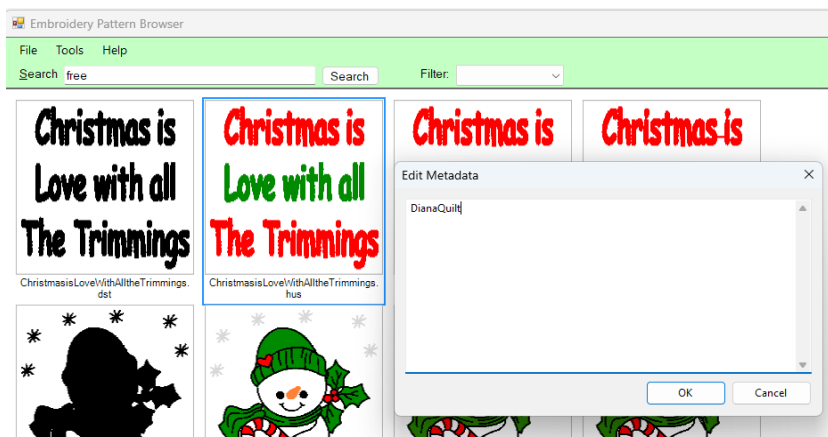 Embroidery Pattern Browser
File Tools Help
Search free Search Filter:
Christmas is
Love with all
The Trimmings
ChristmasisLoveWithAlltheTrimmings.
dst
Christmas is
Love with all
The Trimmings
ChristmasisLoveWithAlltheTrimmings.
hus
Christmas is
Christmas is
Edit Metadata
DianaQuilt
OK Cancel